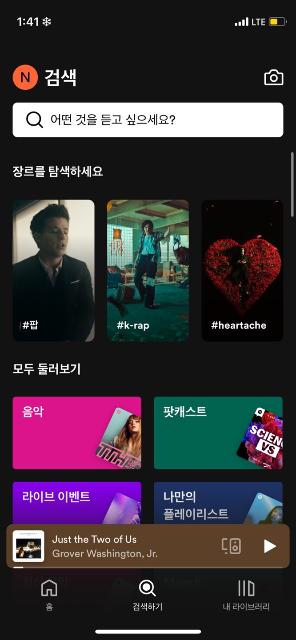 1:41
LTE
N 검색
어떤 것을 듣고 싶으세요?
장르를 탐색하세요
#팝
#k-rap
#heartache
모두 둘러보기
음악
팟캐스트
SCIENCE
VS
라이브 이벤트
나만의
플레이리스트
Just the Two of Us
Grover Washington, Jr.
홈
검색하기
내 라이브러리